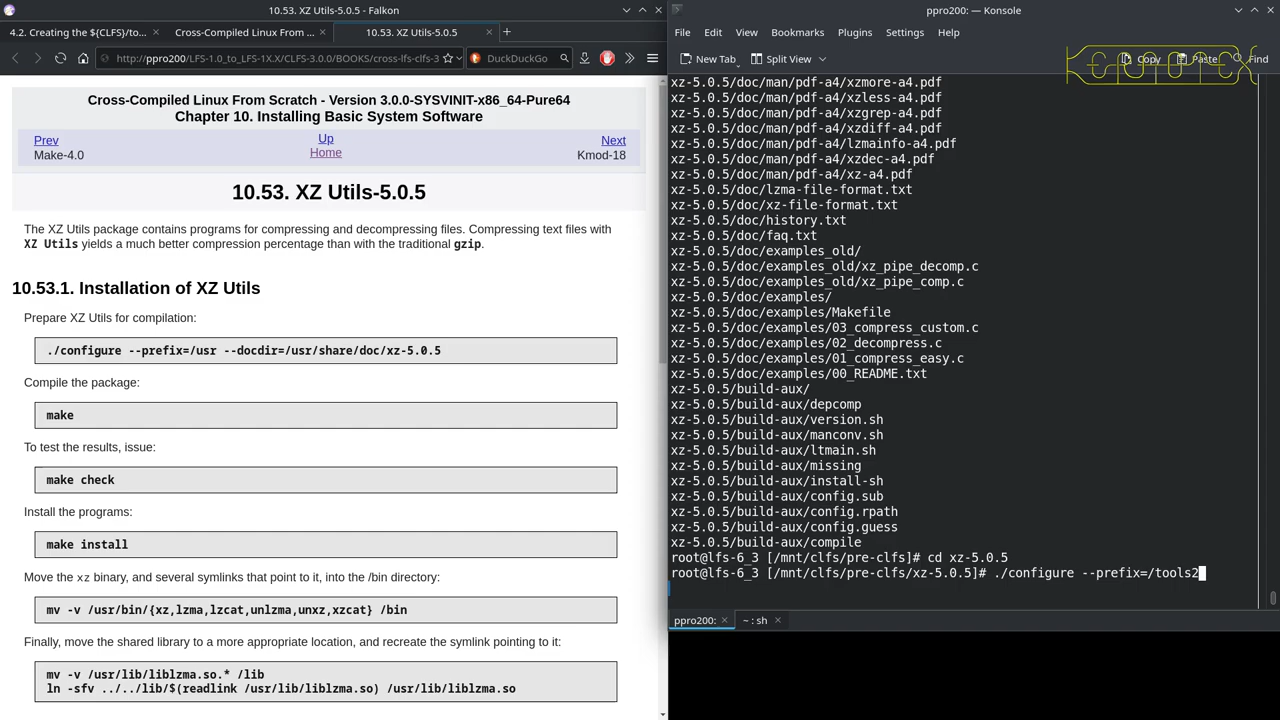 10.53. XZ Utils-5.0.5 - Falkon
4.2. Creating the ${CLFS}/to...
Cross-Compiled Linux From ...
10.53. XZ Utils-5.0.5
http://ppro200/LFS-1.0_to_LFS-1X.X/CLFS-3.0.0/BOOKS/cross-lfs-clfs-3
DuckDuckGo
Cross-Compiled Linux From Scratch - Version 3.0.0-SYSVINIT-x86_64-Pure64
Chapter 10. Installing Basic System Software
Prev
Up
Next
Make-4.0
Home
Kmod-18
10.53. XZ Utils-5.0.5
The XZ Utils package contains programs for compressing and decompressing files. Compressing text files with
XZ Utils yields a much better compression percentage than with the traditional gzip.
10.53.1. Installation of XZ Utils
Prepare XZ Utils for compilation:
./configure --prefix=/usr --docdir=/usr/share/doc/xz-5.0.5
Compile the package:
make
To test the results, issue:
make check
Install the programs:
make install
Move the xz binary, and several symlinks that point to it, into the /bin directory:
mv -v /usr/bin/{xz,lzma,lzcat,unlzma,unxz,xzcat} /bin
Finally, move the shared library to a more appropriate location, and recreate the symlink pointing to it:
mv -v /usr/lib/liblzma.so.* /lib
ln -sfv ../../lib/$(readlink /usr/lib/liblzma.so) /usr/lib/liblzma.so
ppro200: — Konsole
File Edit View Bookmarks Plugins Settings Help
New Tab
Split View
Copy
Paste
Find
xz-5.0.5/doc/man/pdf-a4/xzmore-a4.pdf
xz-5.0.5/doc/man/pdf-a4/xzless-a4.pdf
xz-5.0.5/doc/man/pdf-a4/xzgrep-a4.pdf
xz-5.0.5/doc/man/pdf-a4/xzdiff-a4.pdf
xz-5.0.5/doc/man/pdf-a4/lzmainfo-a4.pdf
xz-5.0.5/doc/man/pdf-a4/xzdec-a4.pdf
xz-5.0.5/doc/man/pdf-a4/xz-a4.pdf
xz-5.0.5/doc/lzma-file-format.txt
xz-5.0.5/doc/xz-file-format.txt
xz-5.0.5/doc/history.txt
xz-5.0.5/doc/faq.txt
xz-5.0.5/doc/examples_old/
xz-5.0.5/doc/examples_old/xz_pipe_decomp.c
xz-5.0.5/doc/examples_old/xz_pipe_comp.c
xz-5.0.5/doc/examples/
xz-5.0.5/doc/examples/Makefile
xz-5.0.5/doc/examples/03_compress_custom.c
xz-5.0.5/doc/examples/02_decompress.c
xz-5.0.5/doc/examples/01_compress_easy.c
xz-5.0.5/doc/examples/00_README.txt
xz-5.0.5/build-aux/
xz-5.0.5/build-aux/depcomp
xz-5.0.5/build-aux/version.sh
xz-5.0.5/build-aux/manconv.sh
xz-5.0.5/build-aux/ltmain.sh
xz-5.0.5/build-aux/missing
xz-5.0.5/build-aux/install-sh
xz-5.0.5/build-aux/config.sub
xz-5.0.5/build-aux/config.rpath
xz-5.0.5/build-aux/config.guess
xz-5.0.5/build-aux/compile
root@lfs-6_3 [/mnt/clfs/pre-clfs]# cd xz-5.0.5
root@lfs-6_3 [/mnt/clfs/pre-clfs/xz-5.0.5]# ./configure --prefix=/tools2
ppro200:
~ : sh